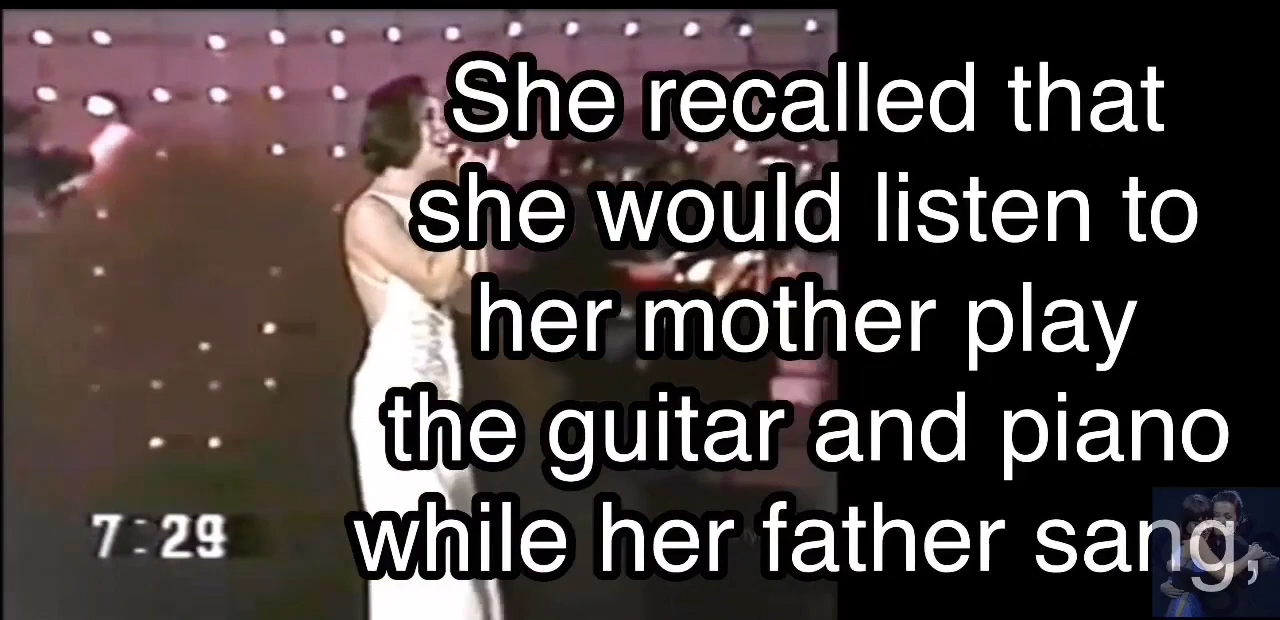 She recalled that
she would listen to
her mother play
the guitar and piano
while her father sang,
7:29